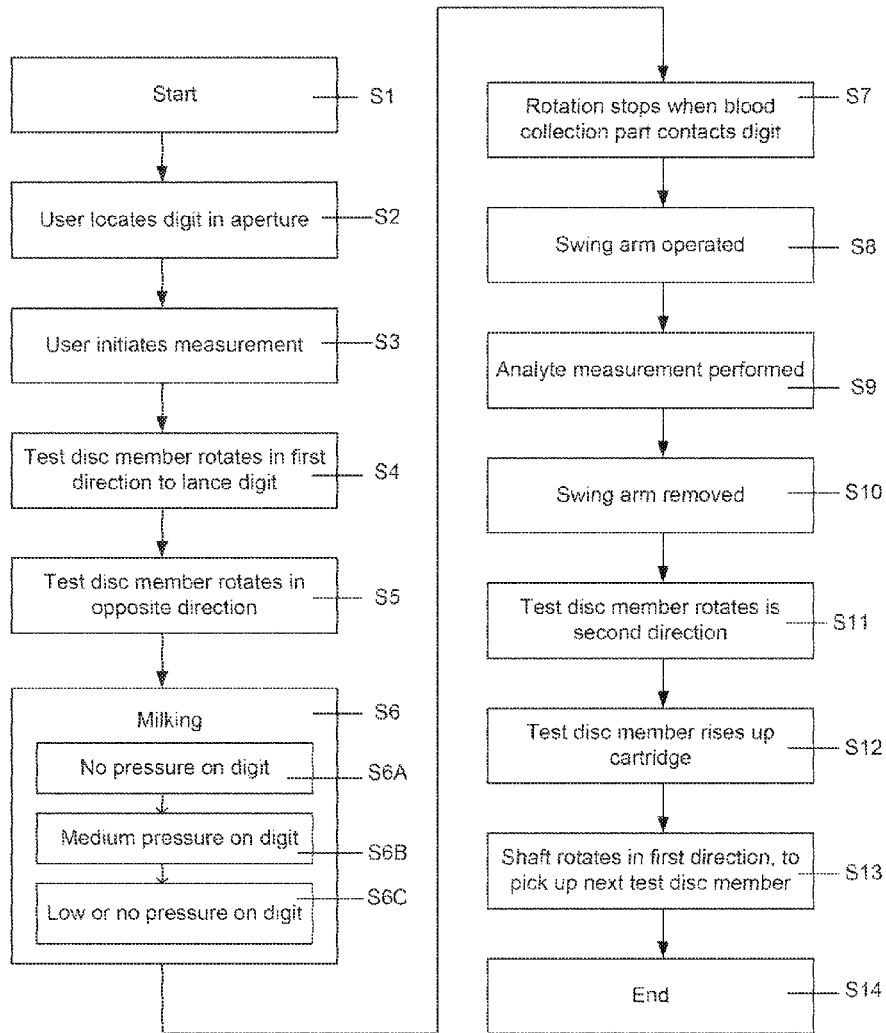 Start
S1
User locates digit in aperture
S2
User initiates measurement
S3
Test disc member rotates in first
direction to lance digit
S4
Test disc member rotates in
opposite direction
S5
Milking
S6
No pressure on digit
S6A
Medium pressure on digit
S6B
Low or no pressure on digit
S6C
Rotation stops when blood
collection part contacts digit
S7
Swing arm operated
S8
Analyte measurement performed
S9
Swing arm removed
S10
Test disc member rotates is
second direction
S11
Test disc member rises up
cartridge
S12
Shaft rotates in first direction, to
pick up next test disc member
S13
End
S14